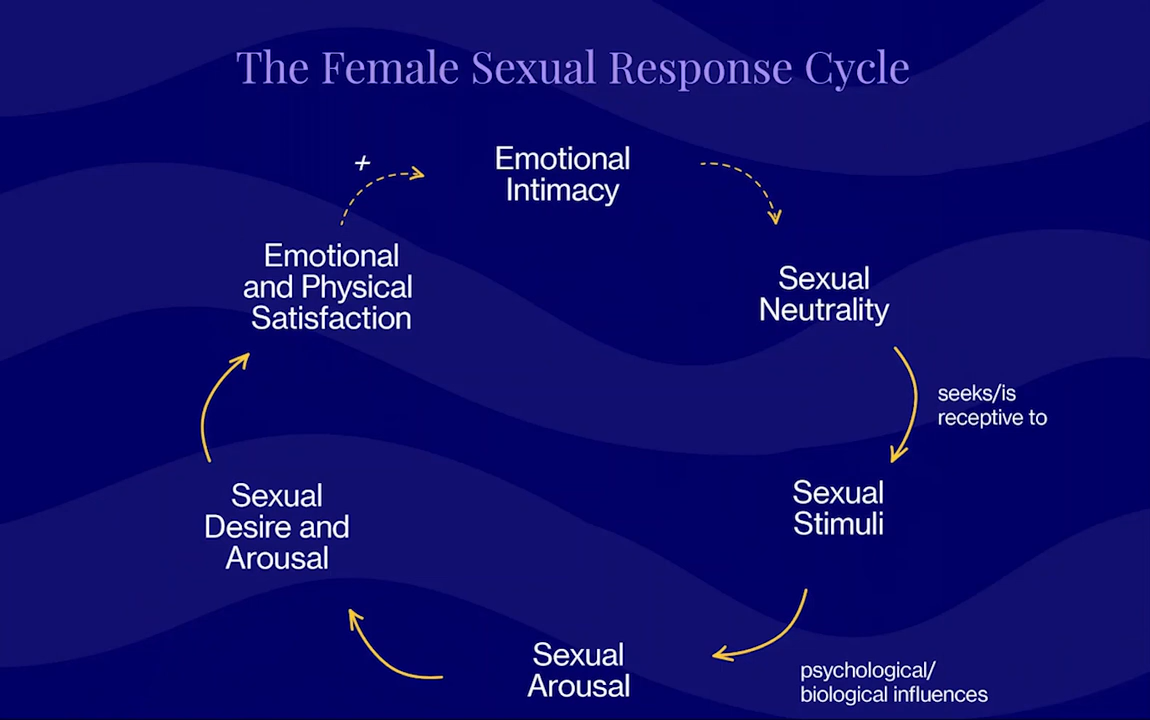 The Female Sexual Response Cycle
+
Emotional
Intimacy
Sexual
Neutrality
seeks/is
receptive to
Sexual
Stimuli
psychological/
biological influences
Sexual
Arousal
Sexual
Desire and
Arousal
Emotional
and Physical
Satisfaction